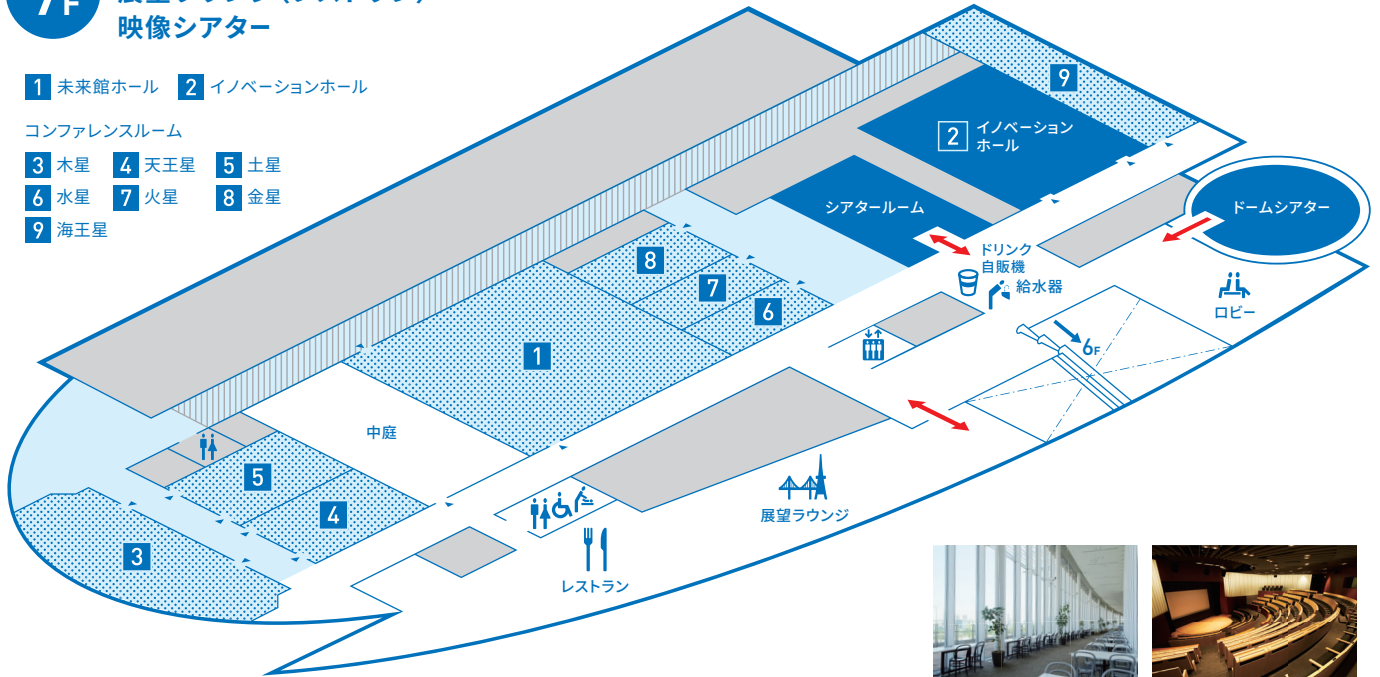 7F
映像シアター
1 未来館ホール 2 イノベーションホール
コンファレンスルーム
3 木星 4 天王星 5 土星
6 水星 7 火星 8 金星
9 海王星
9
2 イノベーション
ホール
シアタールーム
ドームシアター
ドリンク
自販機
給水器
ロビー
8
7
6
6F
1
中庭
5
4
3
展望ラウンジ
レストラン